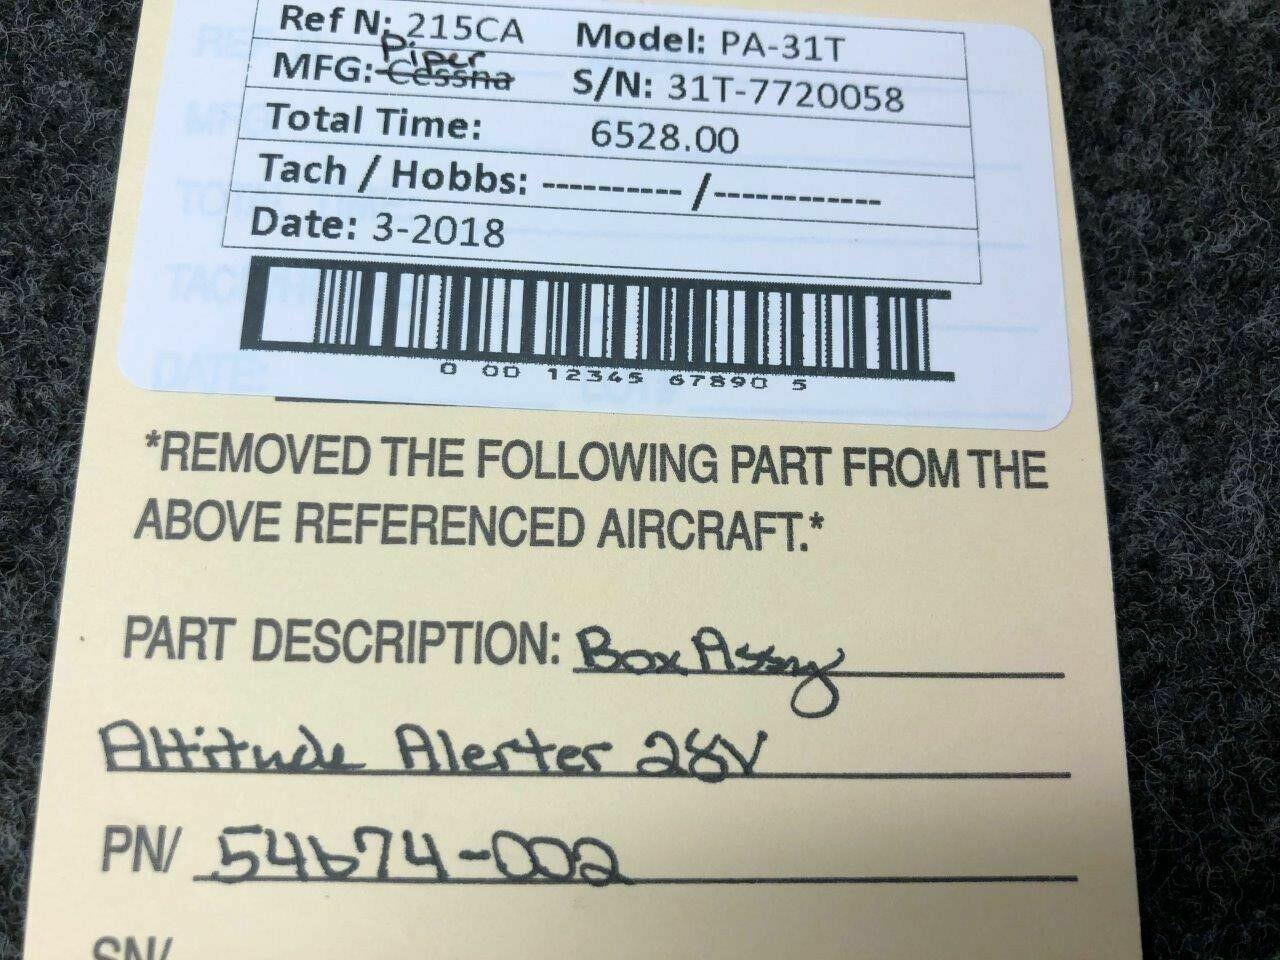 Ref N: 215CA Model: PA-31T
Piper
MFG: Cessna S/N: 31T-7720058
Total Time: 6528.00
Tach / Hobbs: ---------- /------------
Date: 3-2018
0 00 12345 67890 5
*REMOVED THE FOLLOWING PART FROM THE
ABOVE REFERENCED AIRCRAFT.*
PART DESCRIPTION: Box Assy
Altitude Alerter 28V
PN/ 54674-002
SN/